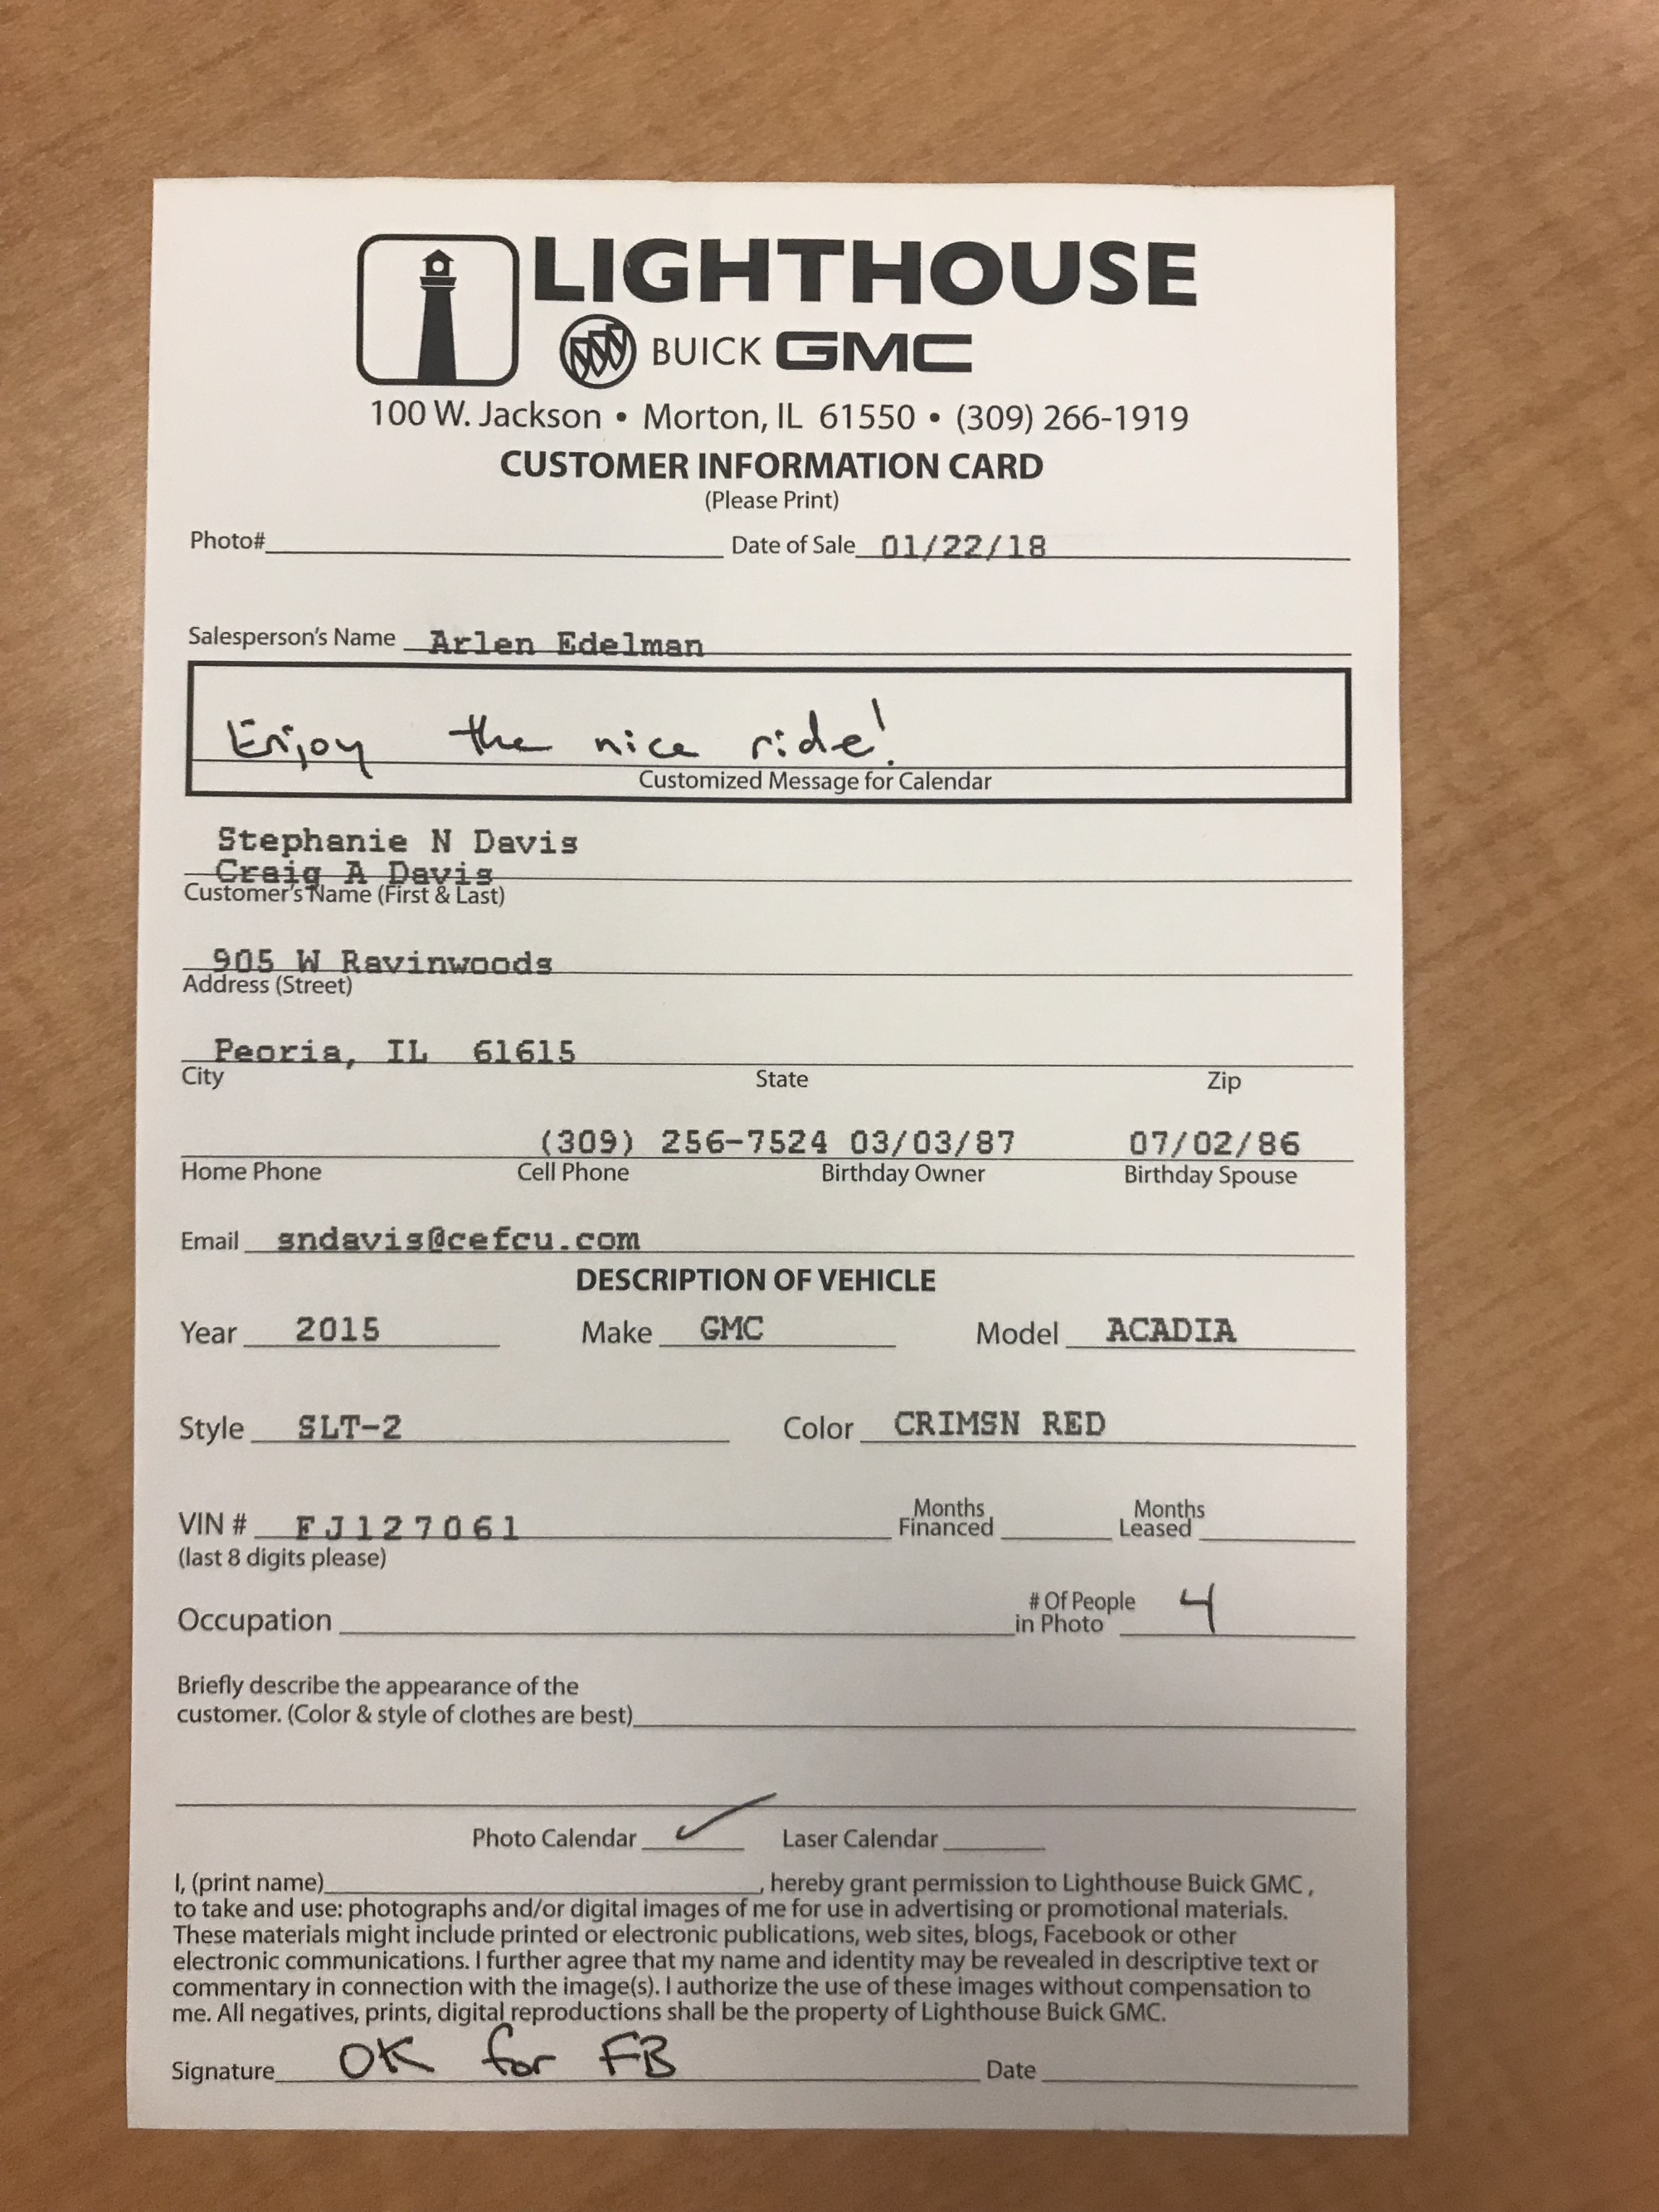 LIGHTHOUSE
BUICK GMC
100 W. Jackson • Morton, IL 61550 • (309) 266-1919
CUSTOMER INFORMATION CARD
(Please Print)
Photo# Date of Sale 01/22/18
Salesperson's Name Arlen Edelman
Enjoy the nice ride!
Customized Message for Calendar
Stephanie N Davis
Craig A Davis
Customer's Name (First & Last)
905 W Ravinwoods
Address (Street)
Peoria, IL 61615
City State Zip
(309) 256-7524 03/03/87 07/02/86
Home Phone Cell Phone Birthday Owner Birthday Spouse
Email sndavis@cefcu.com
DESCRIPTION OF VEHICLE
Year 2015 Make GMC Model ACADIA
Style SLT-2 Color CRIMSN RED
VIN # FJ127061 Months Financed Months Leased
(last 8 digits please)
Occupation # Of People in Photo 4
Briefly describe the appearance of the
customer. (Color & style of clothes are best)
Photo Calendar ✓ Laser Calendar
I, (print name) , hereby grant permission to Lighthouse Buick GMC ,
to take and use: photographs and/or digital images of me for use in advertising or promotional materials.
These materials might include printed or electronic publications, web sites, blogs, Facebook or other
electronic communications. I further agree that my name and identity may be revealed in descriptive text or
commentary in connection with the image(s). I authorize the use of these images without compensation to
me. All negatives, prints, digital reproductions shall be the property of Lighthouse Buick GMC.
Signature OK for FB Date